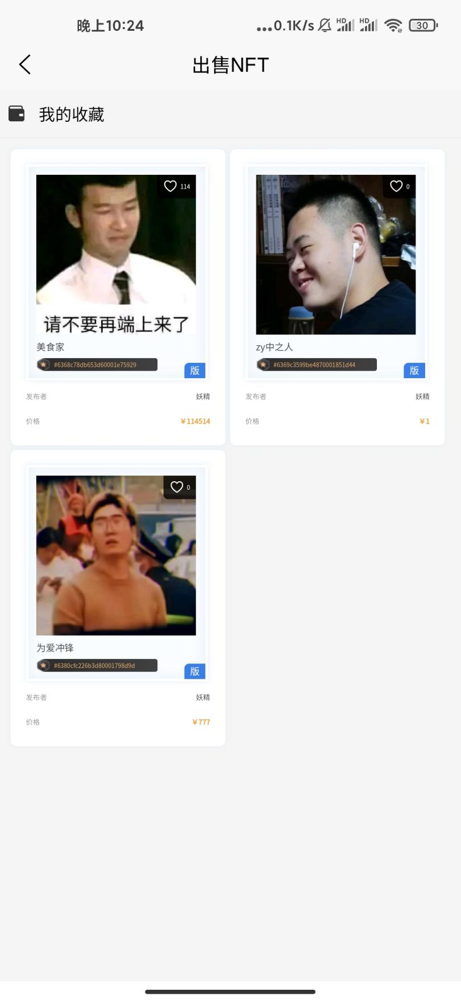 晚上10:24
...0.1K/s HD HD 30
出售NFT
我的收藏
114
请不要再端上来了
美食家
#6368c78db653d60001e75929
版
发布者 妖精
价格 ¥114514
0
zy中之人
#6369c3599be4870001851d44
版
发布者 妖精
价格 ¥1
0
为爱冲锋
#6380cfc226b3d80001798d9d
版
发布者 妖精
价格 ¥777